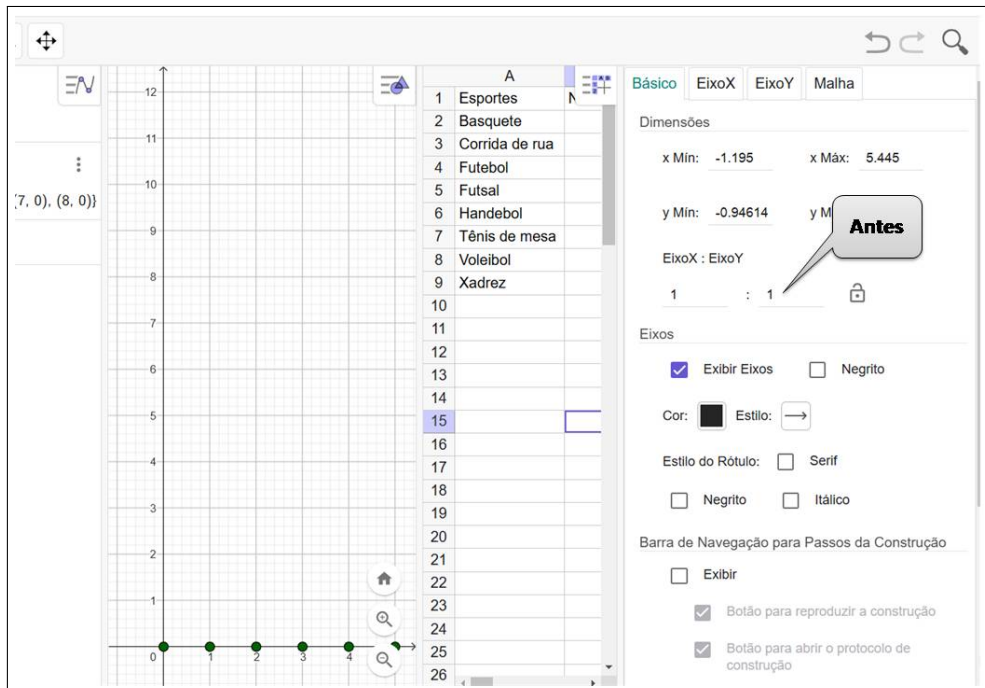 Básico EixoX EixoY Malha
Dimensões
x Mín: -1.195 x Máx: 5.445
y Mín: -0.94614 y M
Antes
EixoX : EixoY
1 : 1
Eixos
Exibir Eixos Negrito
Cor: Estilo:
Estilo do Rótulo: Serif
Negrito Itálico
Barra de Navegação para Passos da Construção
Exibir
Botão para reproduzir a construção
Botão para abrir o protocolo de
construção
A
1 Esportes N
2 Basquete
3 Corrida de rua
4 Futebol
5 Futsal
6 Handebol
7 Tênis de mesa
8 Voleibol
9 Xadrez
10
11
12
13
14
15
16
17
18
19
20
21
22
23
24
25
26
12
11
10
9
8
7
6
5
4
3
2
1
0 1 2 3 4
7, 0), (8, 0)}